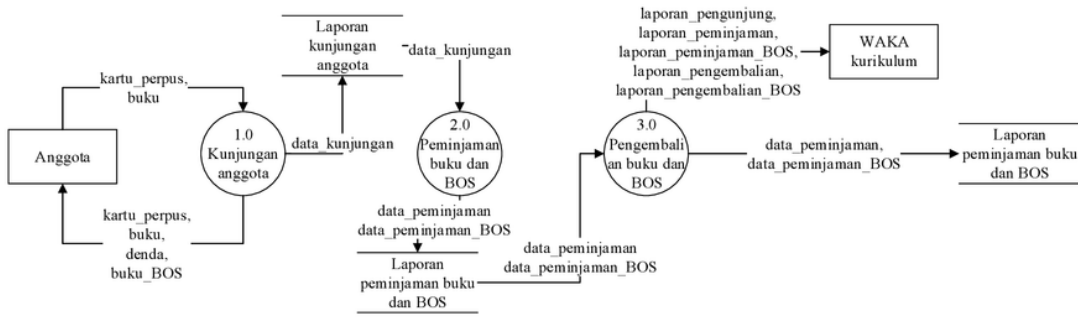 Laporan
kunjungan
anggota
data_kunjungan
laporan_pengunjung,
laporan_peminjaman,
laporan_peminjaman_BOS,
laporan_pengembalian,
laporan_pengembalian_BOS
WAKA
kurikulum
kartu_perpus,
buku
Anggota
1.0
Kunjungan
anggota
data_kunjungan
2.0
Peminjaman
buku dan
BOS
3.0
Pengembali
an buku dan
BOS
data_peminjaman,
data_peminjaman_BOS
Laporan
peminjaman buku
dan BOS
kartu_perpus,
buku,
denda,
buku_BOS
data_peminjaman
data_peminjaman_BOS
Laporan
peminjaman buku
dan BOS
data_peminjaman
data_peminjaman_BOS